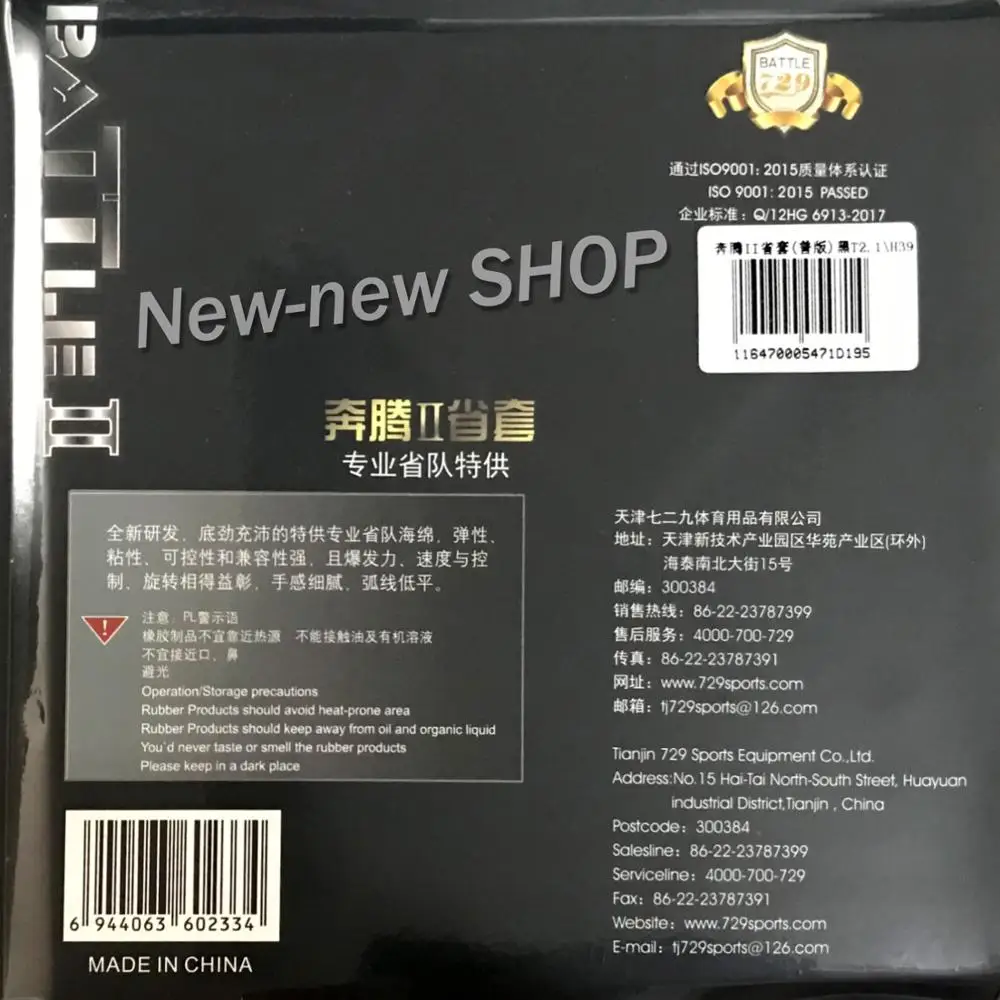 BATTLE II
BATTLE
729
通过ISO9001: 2015质量体系认证
ISO 9001: 2015 PASSED
企业标准：Q/12HG 6913-2017
奔腾II省套(普版)黑T2.1\H39
116470005471D195
New-new SHOP
奔腾II省套
专业省队特供
全新研发、底劲充沛的特供专业省队海绵，弹性、
粘性、可控性和兼容性强，且爆发力、速度与控
制、旋转相得益彰，手感细腻、弧线低平。
注意：PL警示语
橡胶制品不宜靠近热源 不能接触油及有机溶液
不宜接近口、鼻
避光
Operation/Storage precautions
Rubber Products should avoid heat-prone area
Rubber Products should keep away from oil and organic liquid
You'd never taste or smell the rubber products
Please keep in a dark place
天津七二九体育用品有限公司
地址：天津新技术产业园区华苑产业区(环外)
海泰南北大街15号
邮编：300384
销售热线：86-22-23787399
售后服务：4000-700-729
传真：86-22-23787391
网址：www.729sports.com
邮箱：tj729sports@126.com
Tianjin 729 Sports Equipment Co.,Ltd.
Address:No.15 Hai-Tai North-South Street, Huayuan
industrial District,Tianjin , China
Postcode：300384
Salesline：86-22-23787399
Serviceline：4000-700-729
Fax：86-22-23787391
Website：www.729sports.com
E-mail：tj729sports@126.com
6 944063 602334
MADE IN CHINA